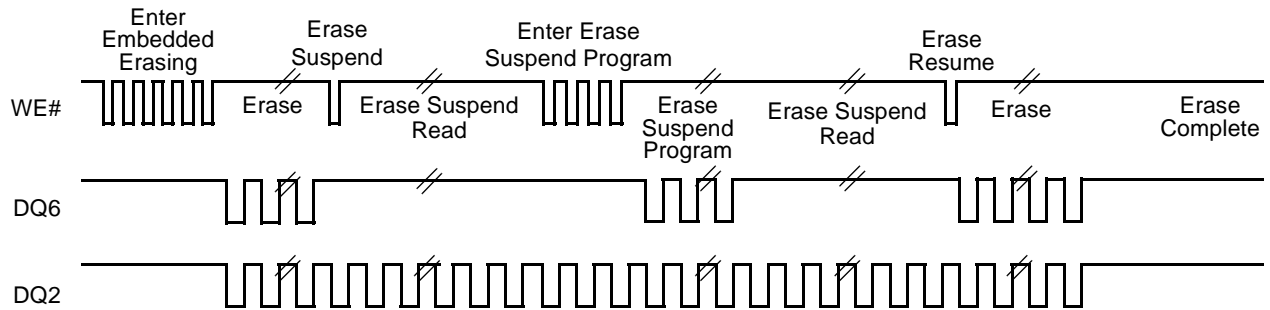 Enter
Embedded
Erasing
Erase
Suspend
Enter Erase
Suspend Program
Erase
Resume
WE#
Erase
Erase Suspend
Read
Erase
Suspend
Program
Erase Suspend
Read
Erase
Erase
Complete
DQ6
DQ2